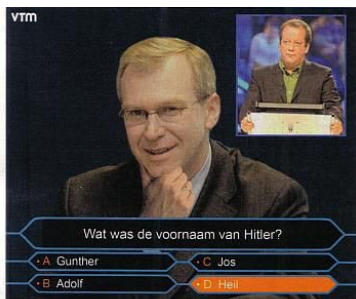 VTM
Wat was de voornaam van Hitler?
A Gunther
C Jos
B Adolf
D Heil